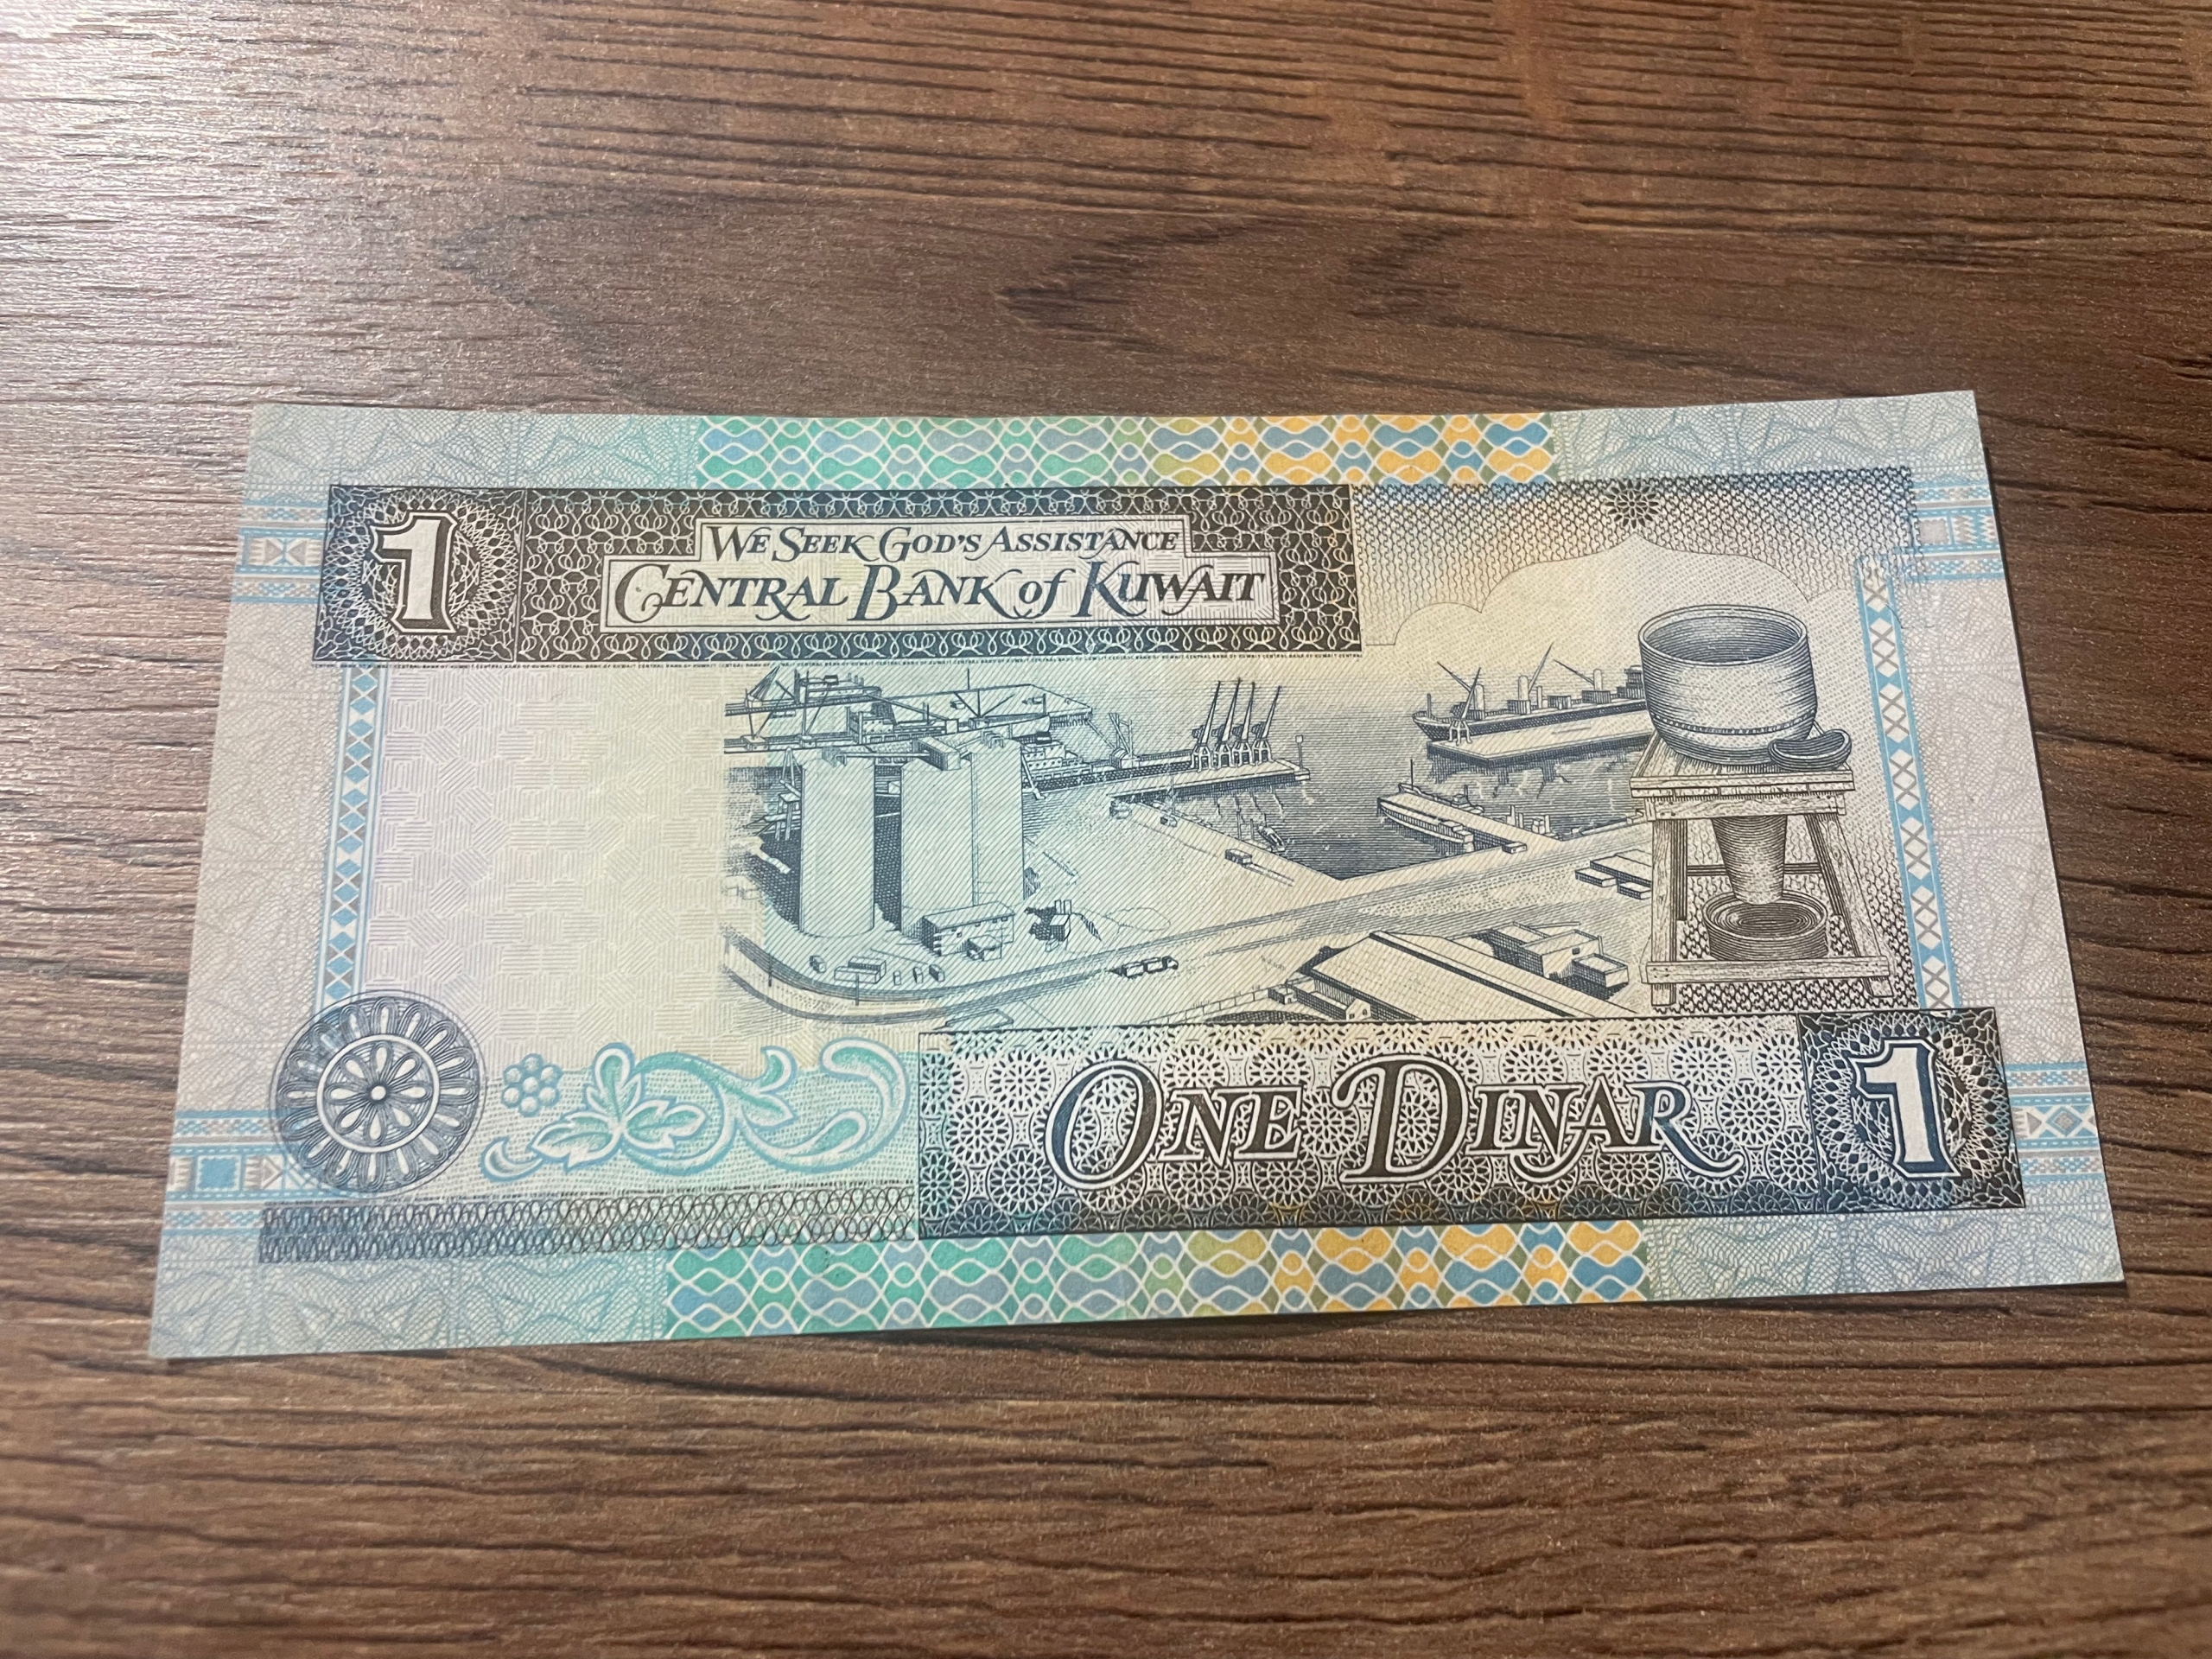 1
We Seek God's Assistance
Central Bank of Kuwait
One Dinar
1